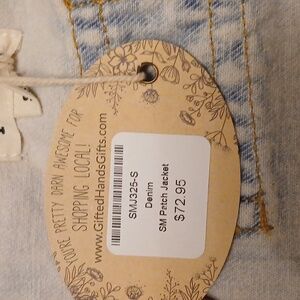 YOU'RE PRETTY DARN AWESOME FOR
SHOPPING LOCAL!
www.GiftedHandsGifts.com
SMJ325-S
Denim
SM Patch Jacket
$72.95